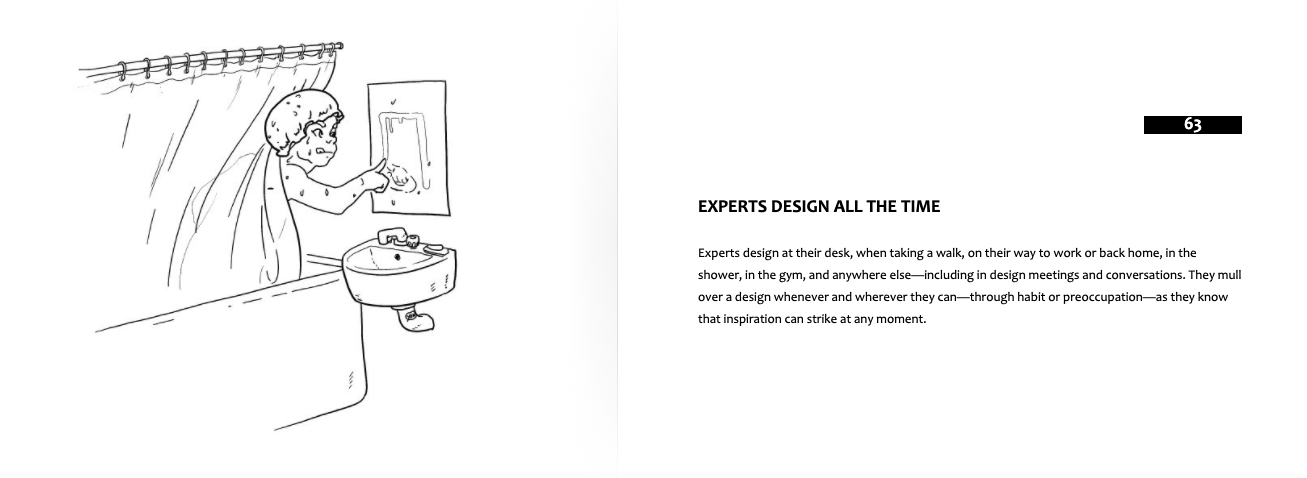 63
EXPERTS DESIGN ALL THE TIME
Experts design at their desk, when taking a walk, on their way to work or back home, in the
shower, in the gym, and anywhere else—including in design meetings and conversations. They mull
over a design whenever and wherever they can—through habit or preoccupation—as they know
that inspiration can strike at any moment.